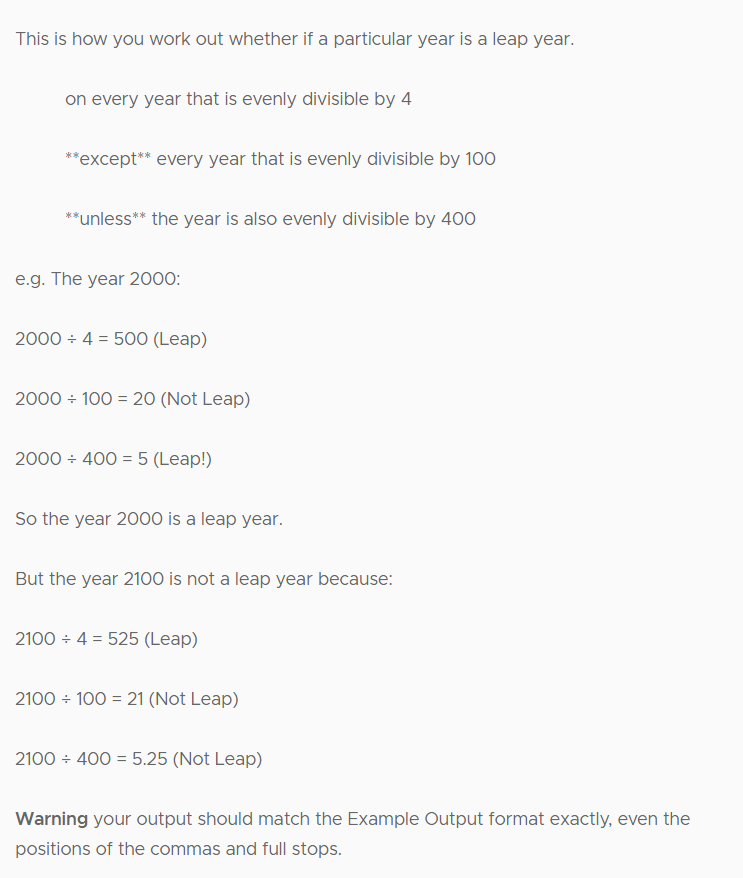 This is how you work out whether if a particular year is a leap year.
on every year that is evenly divisible by 4
**except** every year that is evenly divisible by 100
**unless** the year is also evenly divisible by 400
e.g. The year 2000:
2000 ÷ 4 = 500 (Leap)
2000 ÷ 100 = 20 (Not Leap)
2000 ÷ 400 = 5 (Leap!)
So the year 2000 is a leap year.
But the year 2100 is not a leap year because:
2100 ÷ 4 = 525 (Leap)
2100 ÷ 100 = 21 (Not Leap)
2100 ÷ 400 = 5.25 (Not Leap)
Warning your output should match the Example Output format exactly, even the
positions of the commas and full stops.